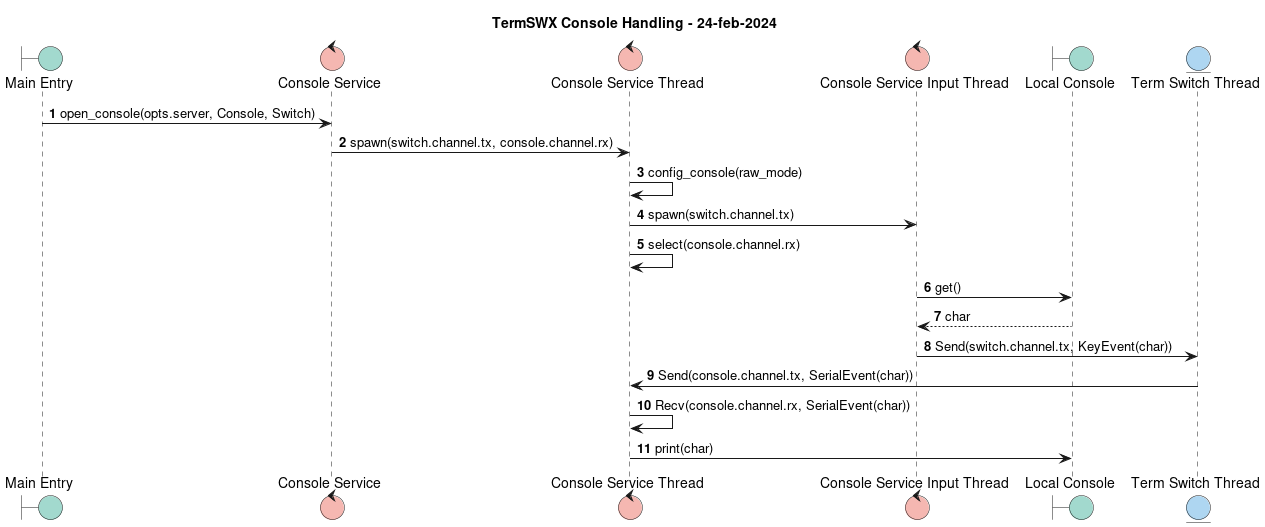 TermSWX Console Handling - 24-feb-2024
Main Entry
Console Service
Console Service Thread
Console Service Input Thread
Local Console
Term Switch Thread
1 open_console(opts.server, Console, Switch)
2 spawn(switch.channel.tx, console.channel.rx)
3 config_console(raw_mode)
4 spawn(switch.channel.tx)
5 select(console.channel.rx)
6 get()
7 char
8 Send(switch.channel.tx, KeyEvent(char))
9 Send(console.channel.tx, SerialEvent(char))
10 Recv(console.channel.rx, SerialEvent(char))
11 print(char)
Main Entry
Console Service
Console Service Thread
Console Service Input Thread
Local Console
Term Switch Thread